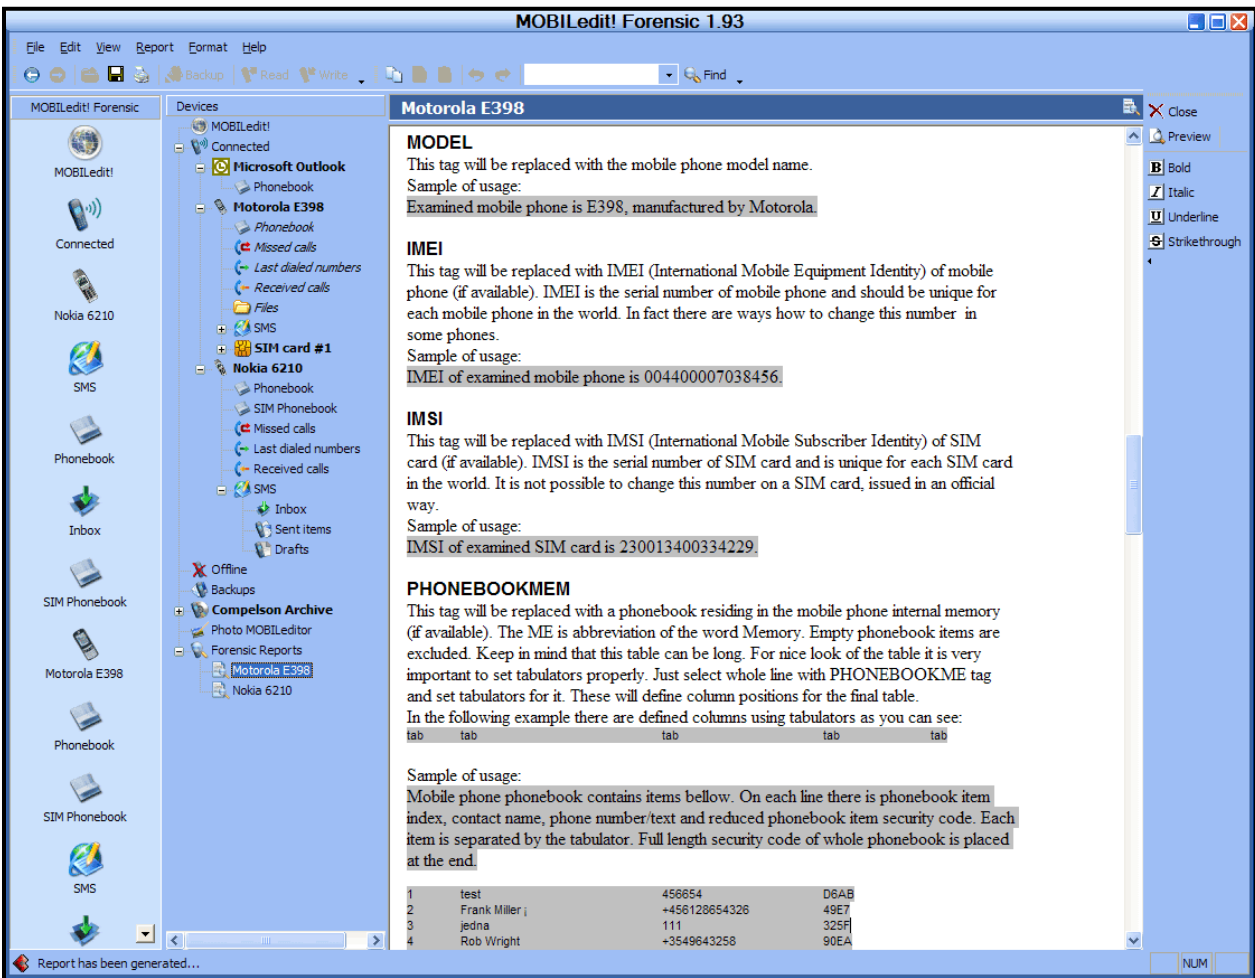 MOBILedit! Forensic 1.93
File Edit View Report Format Help
Backup Read Write Find
MOBILedit! Forensic
MOBILedit!
Connected
Nokia 6210
SMS
Phonebook
Inbox
SIM Phonebook
Motorola E398
Phonebook
SIM Phonebook
SMS
Devices
MOBILedit!
Connected
Microsoft Outlook
Phonebook
Motorola E398
Phonebook
Missed calls
Last dialed numbers
Received calls
Files
SMS
SIM card #1
Nokia 6210
Phonebook
SIM Phonebook
Missed calls
Last dialed numbers
Received calls
SMS
Inbox
Sent items
Drafts
Offline
Backups
Compelson Archive
Photo MOBILeditor
Forensic Reports
Motorola E398
Nokia 6210
Motorola E398
MODEL
This tag will be replaced with the mobile phone model name.
Sample of usage:
Examined mobile phone is E398, manufactured by Motorola.
IMEI
This tag will be replaced with IMEI (International Mobile Equipment Identity) of mobile
phone (if available). IMEI is the serial number of mobile phone and should be unique for
each mobile phone in the world. In fact there are ways how to change this number in
some phones.
Sample of usage:
IMEI of examined mobile phone is 004400007038456.
IMSI
This tag will be replaced with IMSI (International Mobile Subscriber Identity) of SIM
card (if available). IMSI is the serial number of SIM card and is unique for each SIM card
in the world. It is not possible to change this number on a SIM card, issued in an official
way.
Sample of usage:
IMSI of examined SIM card is 230013400334229.
PHONEBOOKMEM
This tag will be replaced with a phonebook residing in the mobile phone internal memory
(if available). The ME is abbreviation of the word Memory. Empty phonebook items are
excluded. Keep in mind that this table can be long. For nice look of the table it is very
important to set tabulators properly. Just select whole line with PHONEBOOKME tag
and set tabulators for it. These will define column positions for the final table.
In the following example there are defined columns using tabulators as you can see:
tab tab tab tab tab
Sample of usage:
Mobile phone phonebook contains items bellow. On each line there is phonebook item
index, contact name, phone number/text and reduced phonebook item security code. Each
item is separated by the tabulator. Full length security code of whole phonebook is placed
at the end.
1 test 456654 D6AB
2 Frank Miller ¡ +456128654326 49E7
3 jedna 111 325F
4 Rob Wright +3549643258 90EA
Close
Preview
B Bold
I Italic
U Underline
S Strikethrough
Report has been generated...
NUM